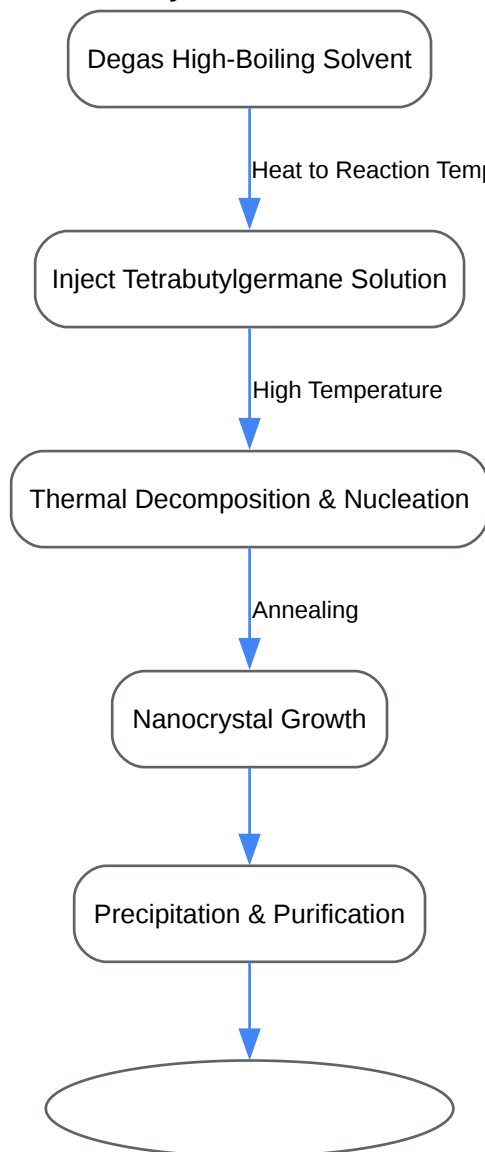 Degas High-Boiling Solvent
Heat to Reaction Temp
Inject Tetrabutylgermane Solution
High Temperature
Thermal Decomposition & Nucleation
Annealing
Nanocrystal Growth
Precipitation & Purification